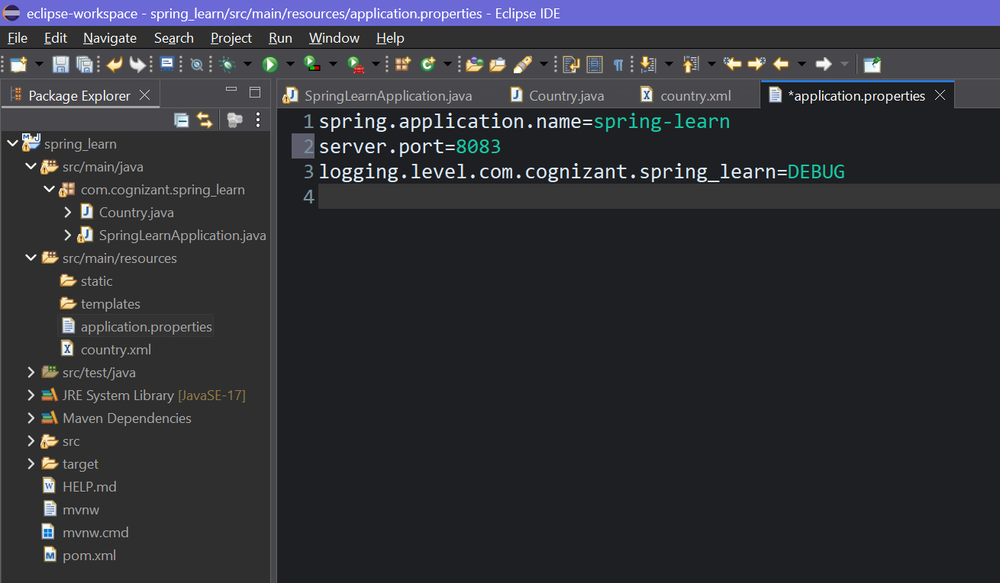 eclipse-workspace - spring_learn/src/main/resources/application.properties - Eclipse IDE
File Edit Navigate Search Project Run Window Help
Package Explorer
spring_learn
src/main/java
com.cognizant.spring_learn
Country.java
SpringLearnApplication.java
src/main/resources
static
templates
application.properties
country.xml
src/test/java
JRE System Library [JavaSE-17]
Maven Dependencies
src
target
HELP.md
mvnw
mvnw.cmd
pom.xml
SpringLearnApplication.java Country.java country.xml *application.properties
1 spring.application.name=spring-learn
2 server.port=8083
3 logging.level.com.cognizant.spring_learn=DEBUG
4